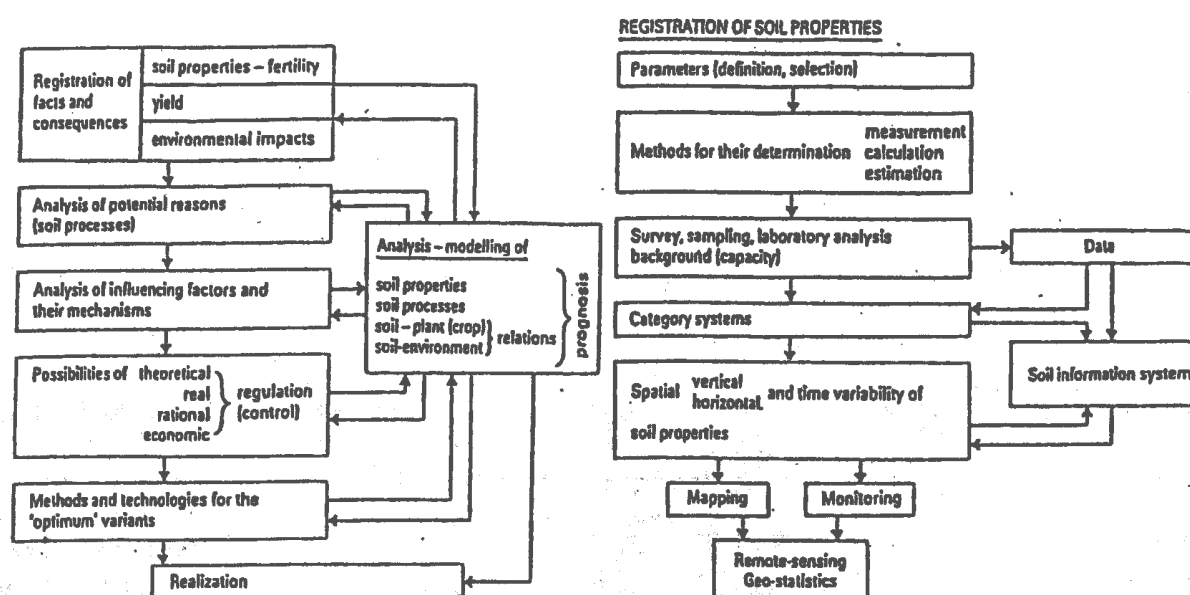 Registration of
facts and
consequences
soil properties – fertility
yield
environmental impacts
Analysis of potential reasons
(soil processes)
Analysis of influencing factors and
their mechanisms
Possibilities of theoretical
real
rational
economic
regulation
(control)
Methods and technologies for the
'optimum' variants
Realization
Analysis – modelling of
soil properties
soil processes
soil – plant (crop)
soil-environment
relations
prognosis
REGISTRATION OF SOIL PROPERTIES
Parameters (definition, selection)
Methods for their determination
measurement
calculation
estimation
Survey, sampling, laboratory analysis
background (capacity)
Data
Category systems
Soil information system
Spatial vertical
horizontal and time variability of
soil properties
Mapping
Monitoring
Remote-sensing
Geo-statistics